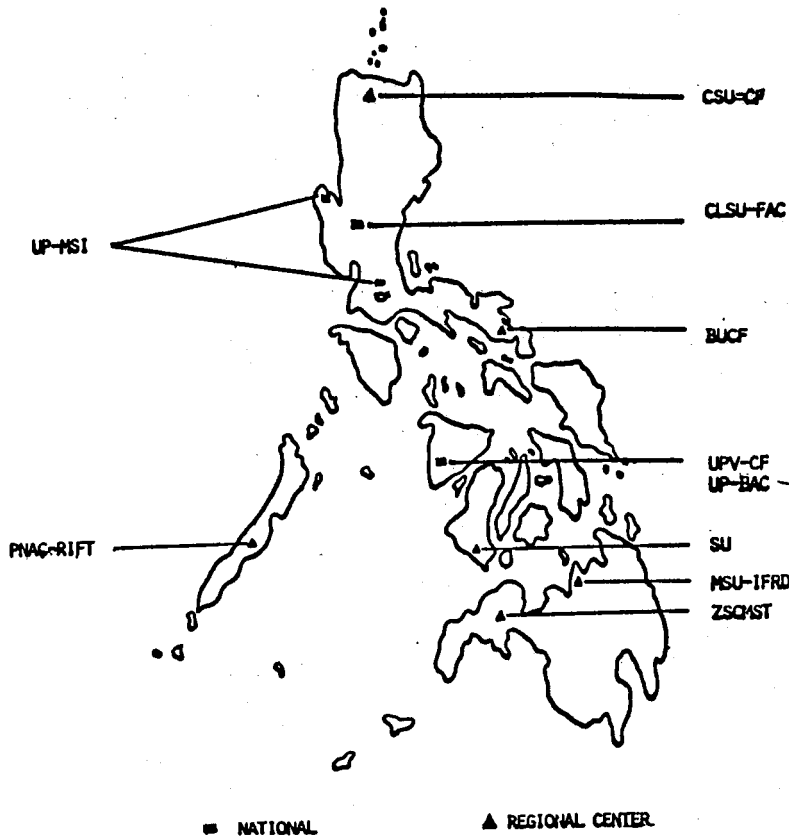 CSU-CF
CLSU-FAC
UP-MSI
BUCF
UPV-CF
UP-BAC
PNAC-RIFT
SU
MSU-IFRD
ZSCMST
■ NATIONAL
▲ REGIONAL CENTER